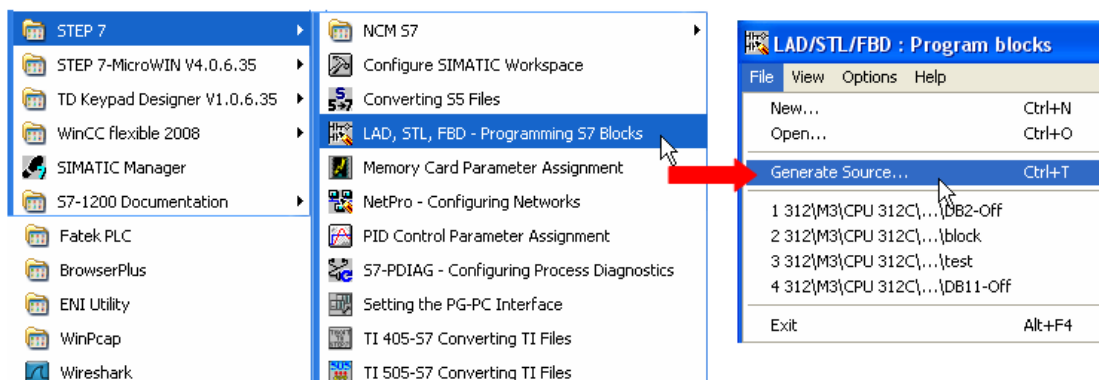 STEP 7
STEP 7-MicroWIN V4.0.6.35
TD Keypad Designer V1.0.6.35
WinCC flexible 2008
SIMATIC Manager
S7-1200 Documentation
Fatek PLC
BrowserPlus
ENI Utility
WinPcap
Wireshark
NCM S7
Configure SIMATIC Workspace
Converting S5 Files
LAD, STL, FBD - Programming S7 Blocks
Memory Card Parameter Assignment
NetPro - Configuring Networks
PID Control Parameter Assignment
S7-PDIAG - Configuring Process Diagnostics
Setting the PG-PC Interface
TI 405-S7 Converting TI Files
TI 505-S7 Converting TI Files
LAD/STL/FBD : Program blocks
File View Options Help
New... Ctrl+N
Open... Ctrl+O
Generate Source... Ctrl+T
1 312\M3\CPU 312C\...\DB2-Off
2 312\M3\CPU 312C\...\block
3 312\M3\CPU 312C\...\test
4 312\M3\CPU 312C\...\DB11-Off
Exit Alt+F4